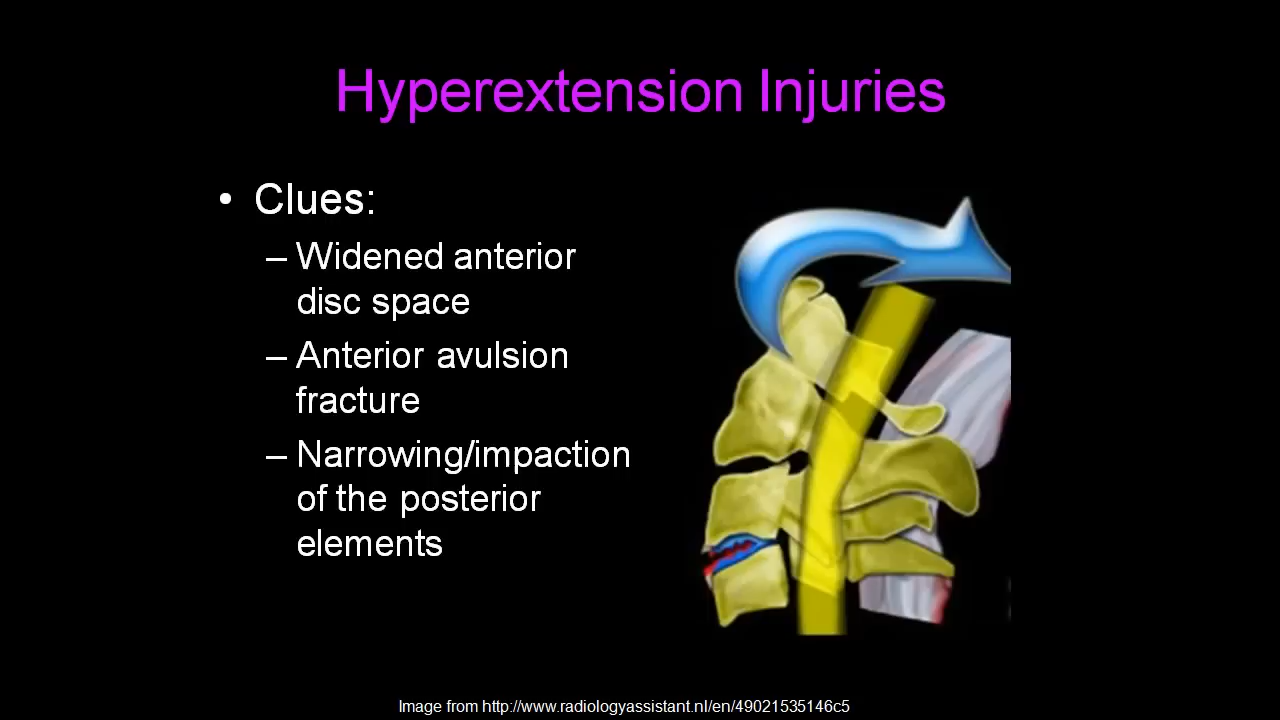 Hyperextension Injuries
• Clues:
– Widened anterior
disc space
– Anterior avulsion
fracture
– Narrowing/impaction
of the posterior
elements
Image from http://www.radiologyassistant.nl/en/49021535146c5